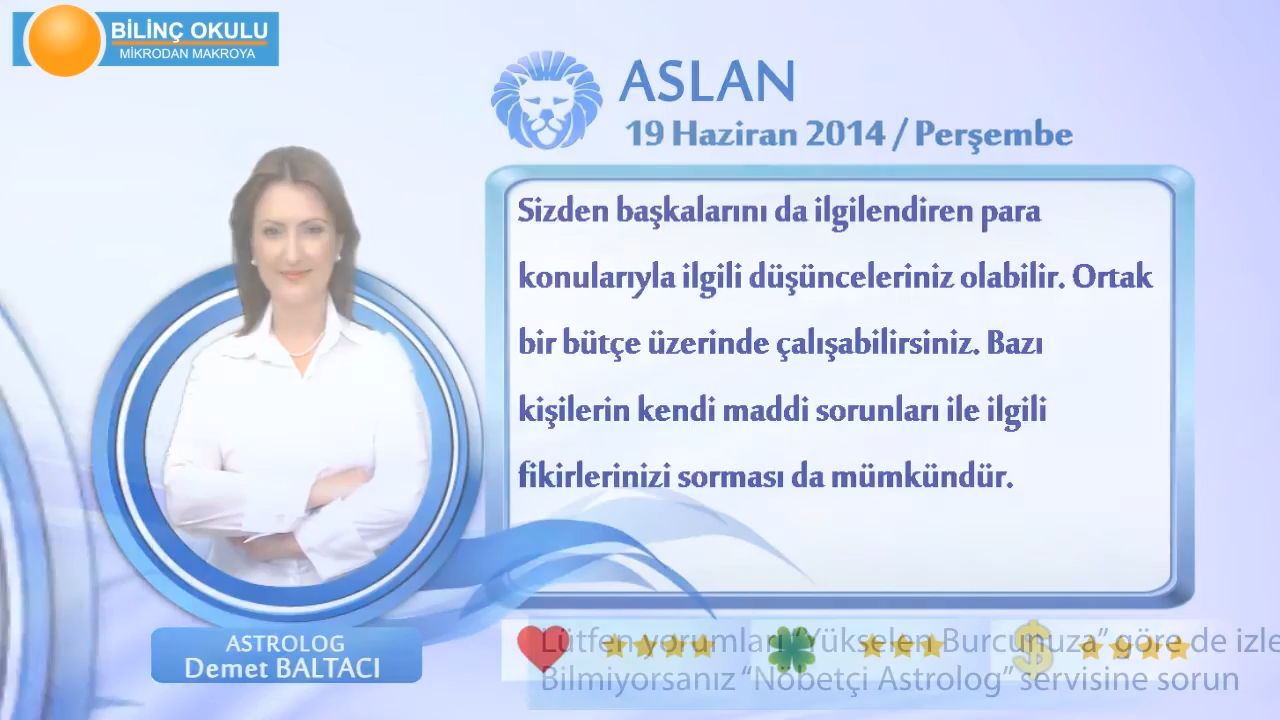 BİLİNÇ OKULU
MİKRODAN MAKROYA
ASLAN
19 Haziran 2014 / Perşembe
Sizden başkalarını da ilgilendiren para
konularıyla ilgili düşünceleriniz olabilir. Ortak
bir bütçe üzerinde çalışabilirsiniz. Bazı
kişilerin kendi maddi sorunları ile ilgili
fikirlerinizi sorması da mümkündür.
ASTROLOG
Demet BALTACI
Lütfen yorumları "Yükselen Burcunuza" göre de izle
Bilmiyorsanız "Nöbetçi Astrolog" servisine sorun